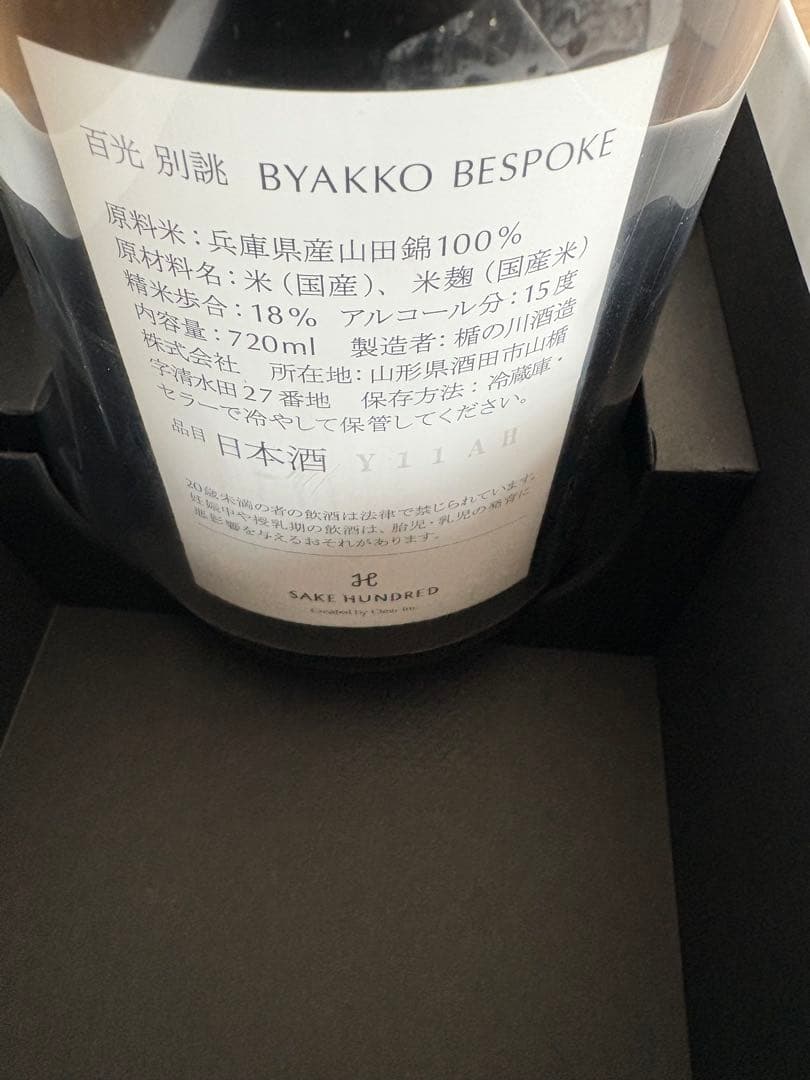 百光 別誂 BYAKKO BESPOKE
原料米：兵庫県産山田錦100%
原材料名：米（国産）、米麹（国産米）
精米歩合：18% アルコール分：15度
内容量：720ml 製造者：楯の川酒造
株式会社 所在地：山形県酒田市山楯
字清水田27番地 保存方法：冷蔵庫・
セラーで冷やして保管してください。
品目 日本酒 Y11AH
20歳未満の者の飲酒は法律で禁じられています。
妊娠中や授乳期の飲酒は、胎児・乳児の発育に
悪影響を与えるおそれがあります。
SAKE HUNDRED
Created by Clear Inc.